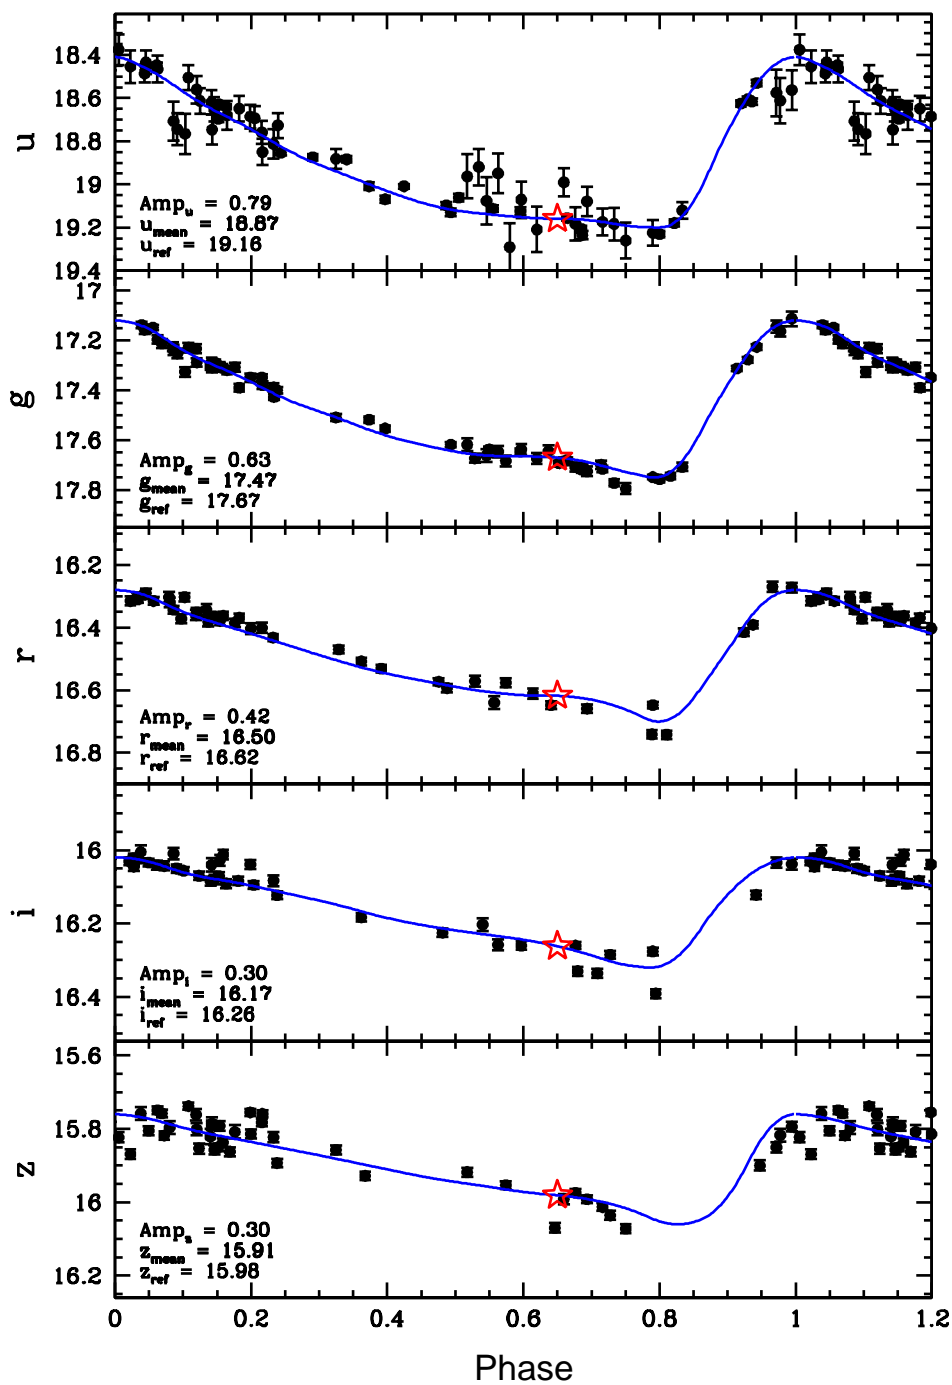 18.4
18.6
18.8
19
19.2
19.4
u
Amp_u = 0.79
u_mean = 18.87
u_ref = 19.16
17
17.2
17.4
17.6
17.8
g
Amp_g = 0.63
g_mean = 17.47
g_ref = 17.67
16.2
16.4
16.6
16.8
r
Amp_r = 0.42
r_mean = 16.50
r_ref = 16.62
16
16.2
16.4
i
Amp_i = 0.30
i_mean = 16.17
i_ref = 16.26
15.6
15.8
16
16.2
z
Amp_z = 0.30
z_mean = 15.91
z_ref = 15.98
0 0.2 0.4 0.6 0.8 1 1.2
Phase